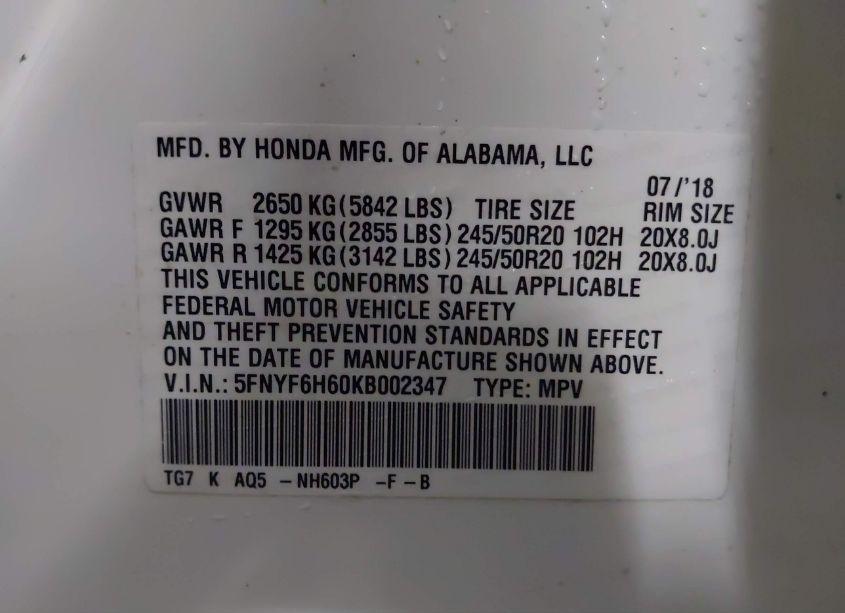 MFD. BY HONDA MFG. OF ALABAMA, LLC
07/'18
GVWR 2650 KG(5842 LBS) TIRE SIZE RIM SIZE
GAWR F 1295 KG(2855 LBS) 245/50R20 102H 20X8.0J
GAWR R 1425 KG(3142 LBS) 245/50R20 102H 20X8.0J
THIS VEHICLE CONFORMS TO ALL APPLICABLE
FEDERAL MOTOR VEHICLE SAFETY
AND THEFT PREVENTION STANDARDS IN EFFECT
ON THE DATE OF MANUFACTURE SHOWN ABOVE.
V.I.N.: 5FNYF6H60KB002347 TYPE: MPV
TG7 K AQ5 -NH603P -F-B